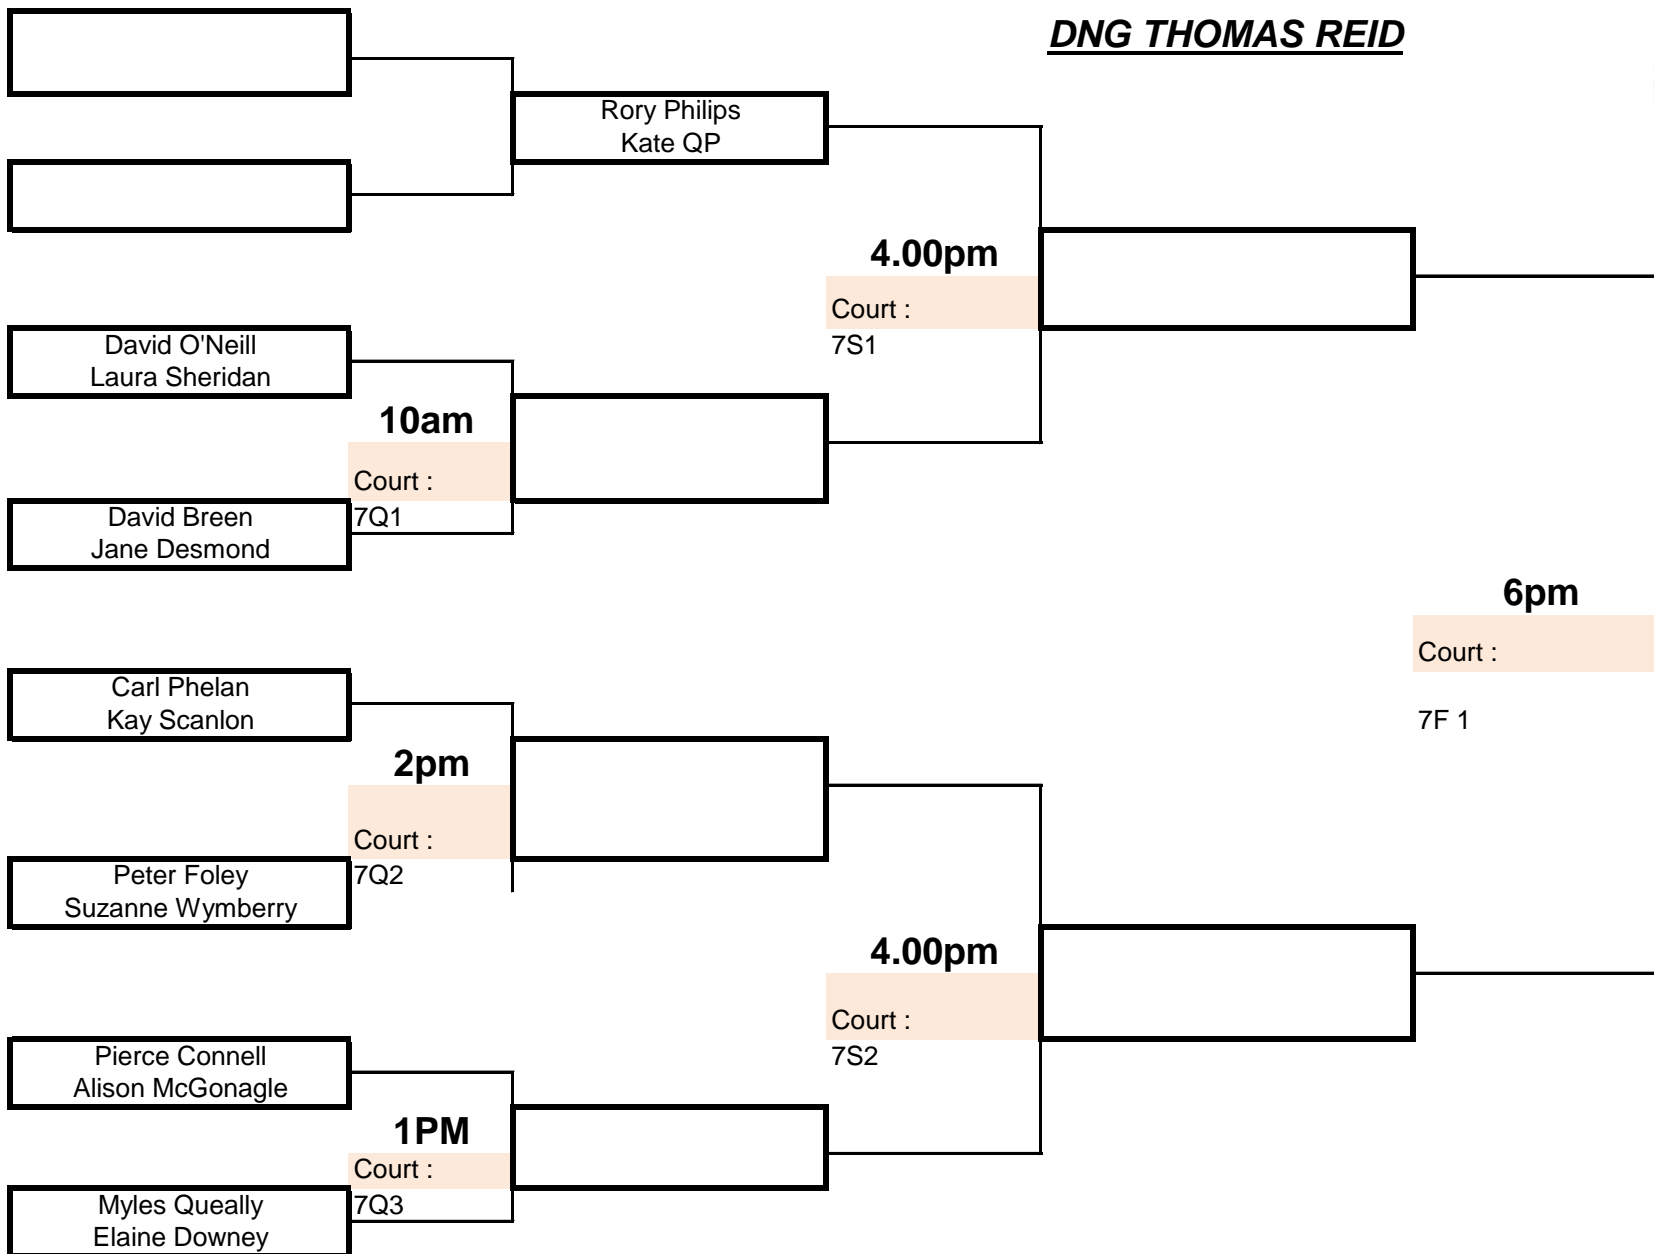 DNG THOMAS REID
Rory Philips
Kate QP
4.00pm
Court :
7S1
David O'Neill
Laura Sheridan
10am
Court :
7Q1
David Breen
Jane Desmond
6pm
Court :
7F 1
Carl Phelan
Kay Scanlon
2pm
Court :
7Q2
Peter Foley
Suzanne Wymberry
4.00pm
Court :
7S2
Pierce Connell
Alison McGonagle
1PM
Court :
7Q3
Myles Queally
Elaine Downey